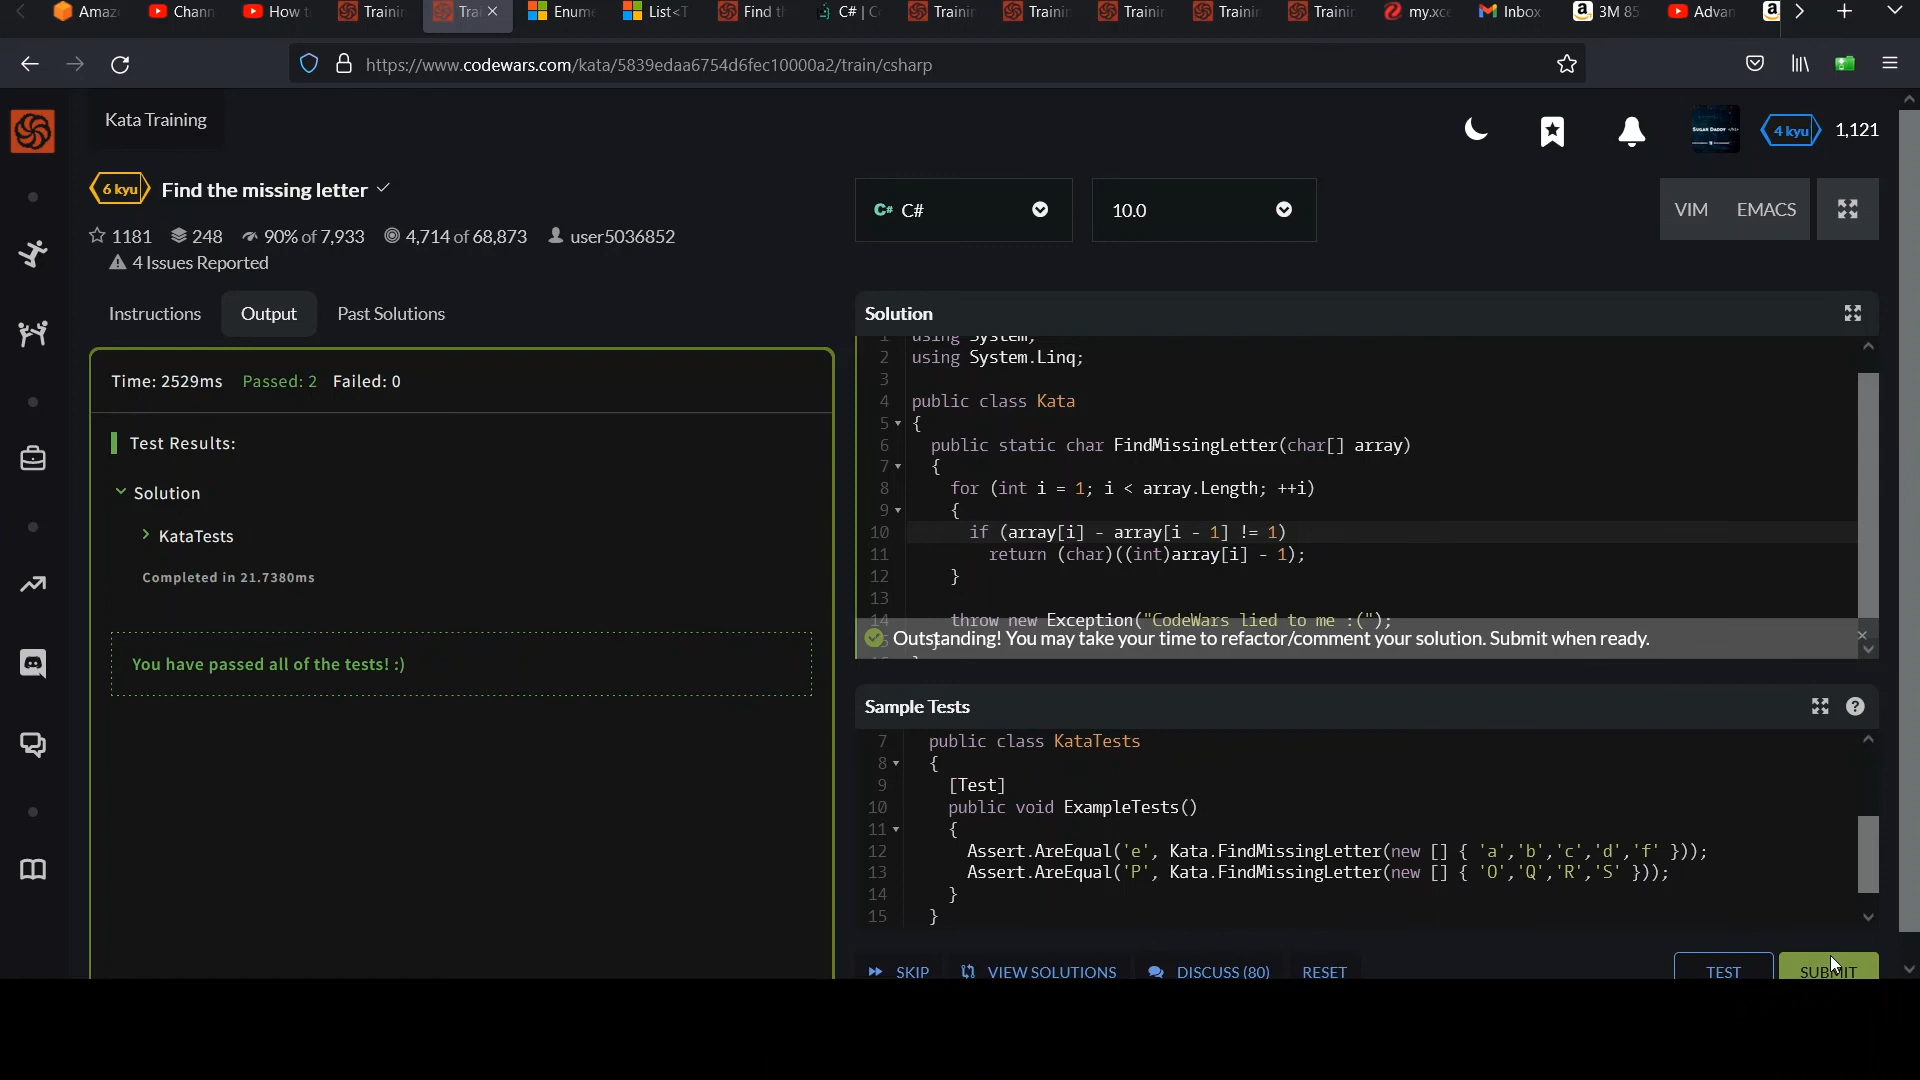 Amaz
Chann
How t
Trainin
Trai
Enume
List<T
Find th
C# | C
Trainin
Trainin
Trainin
Trainin
Trainin
my.xce
Inbox
3M 85
Advan
https://www.codewars.com/kata/5839edaa6754d6fec10000a2/train/csharp
Kata Training
SUGAR DADDY
4 kyu 1,121
6 kyu Find the missing letter
C# C#
10.0
VIM EMACS
1181 248 90% of 7,933 4,714 of 68,873 user5036852
4 Issues Reported
Instructions Output Past Solutions
Time: 2529ms Passed: 2 Failed: 0
Test Results:
Solution
KataTests
Completed in 21.7380ms
You have passed all of the tests! :)
Solution
1 using System;
2 using System.Linq;
3
4 public class Kata
5 {
6 public static char FindMissingLetter(char[] array)
7 {
8 for (int i = 1; i < array.Length; ++i)
9 {
10 if (array[i] - array[i - 1] != 1)
11 return (char)((int)array[i] - 1);
12 }
13
14 throw new Exception("CodeWars lied to me :(");
Outstanding! You may take your time to refactor/comment your solution. Submit when ready.
Sample Tests
7 public class KataTests
8 {
9 [Test]
10 public void ExampleTests()
11 {
12 Assert.AreEqual('e', Kata.FindMissingLetter(new [] { 'a','b','c','d','f' }));
13 Assert.AreEqual('P', Kata.FindMissingLetter(new [] { 'O','Q','R','S' }));
14 }
15 }
SKIP VIEW SOLUTIONS DISCUSS (80) RESET TEST SUBMIT